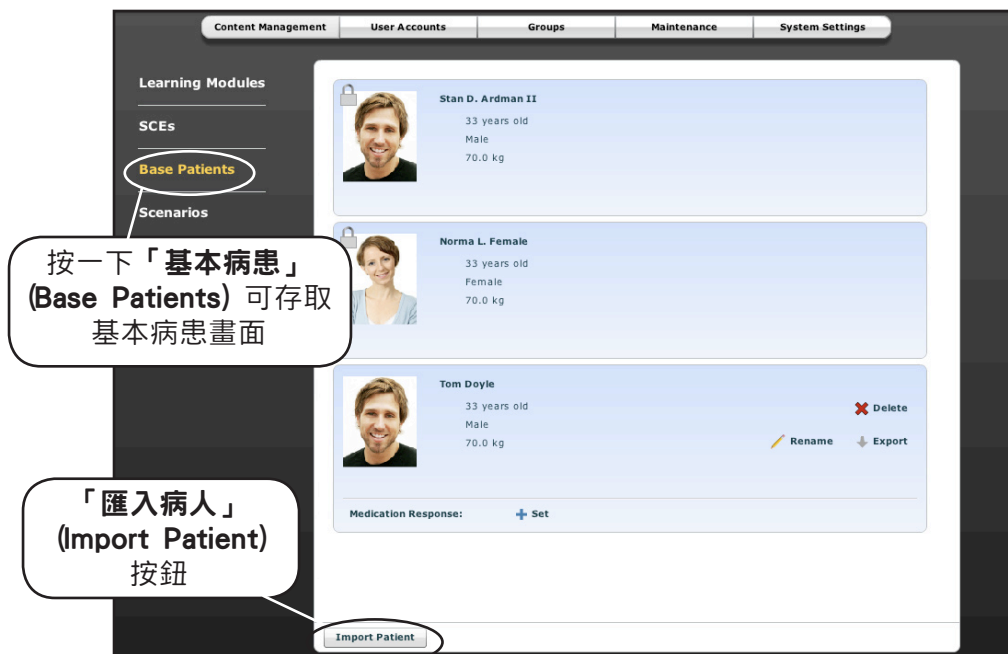 Content Management User Accounts Groups Maintenance System Settings
Learning Modules
SCEs
Base Patients
Scenarios
按一下「基本病患」
(Base Patients) 可存取
基本病患畫面
Stan D. Ardman II
33 years old
Male
70.0 kg
Norma L. Female
33 years old
Female
70.0 kg
Tom Doyle
33 years old
Male
70.0 kg
Delete
Rename Export
Medication Response: Set
「匯入病人」
(Import Patient)
按鈕
Import Patient